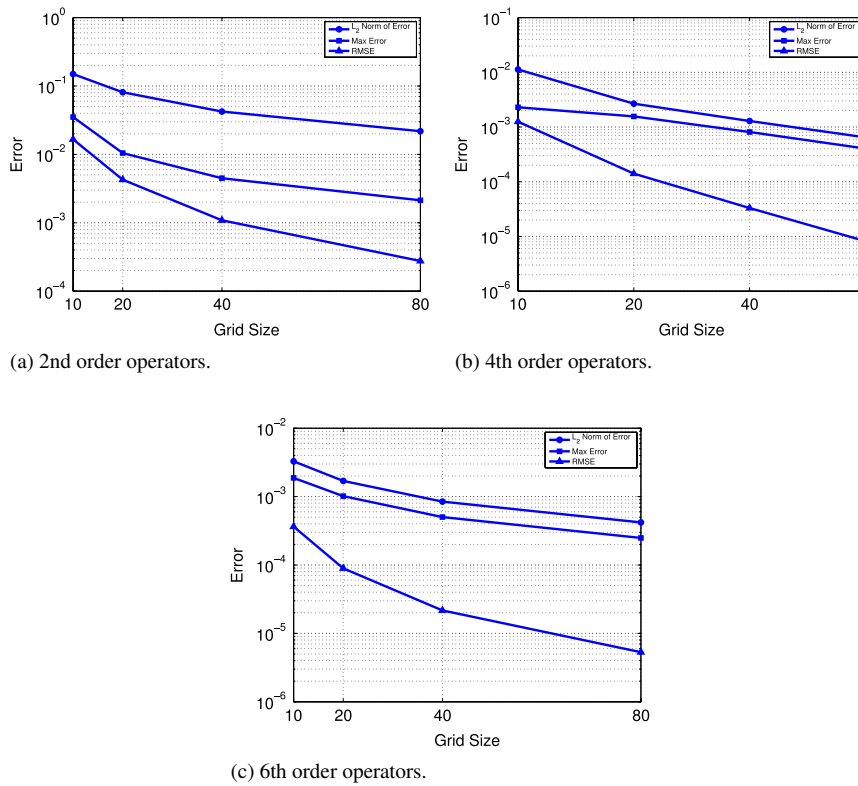 10^0
10^-1
10^-2
10^-3
10^-4
Error
10 20 40 80
Grid Size
L_2 Norm of Error
Max Error
RMSE
(a) 2nd order operators.
10^-1
10^-2
10^-3
10^-4
10^-5
10^-6
Error
10 20 40
Grid Size
L_2 Norm of Error
Max Error
RMSE
(b) 4th order operators.
10^-2
10^-3
10^-4
10^-5
10^-6
Error
10 20 40 80
Grid Size
L_2 Norm of Error
Max Error
RMSE
(c) 6th order operators.